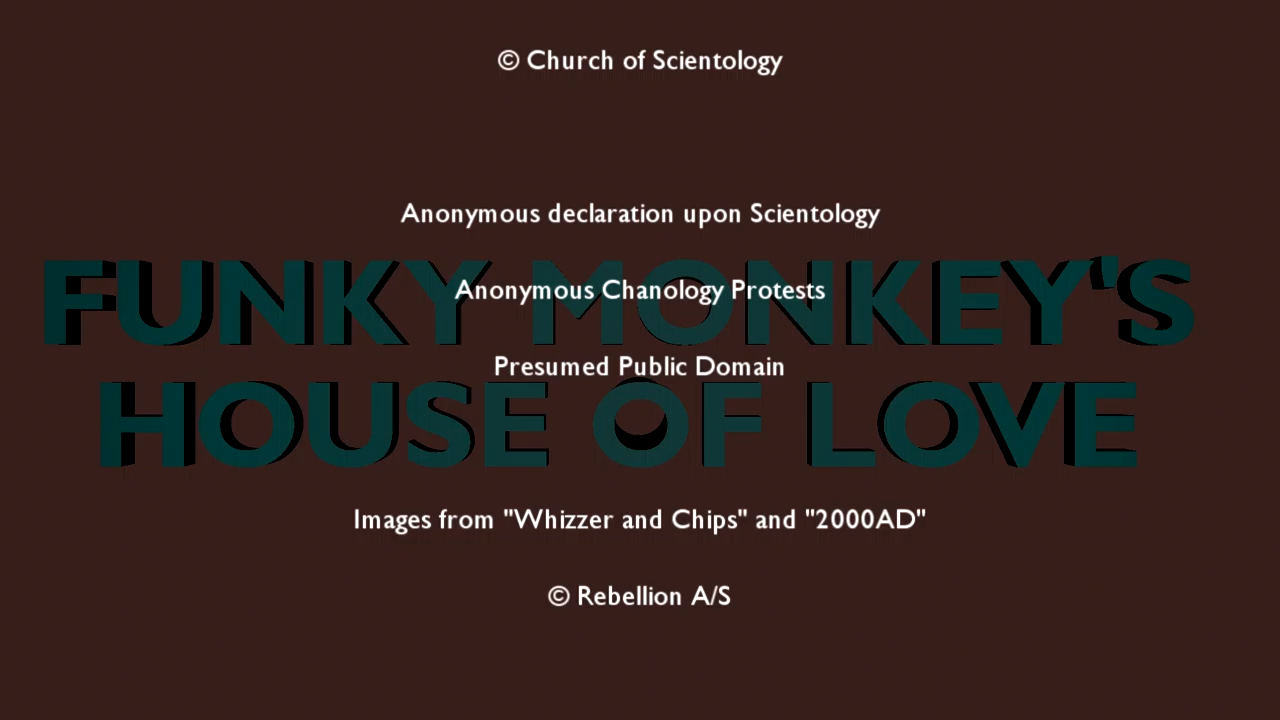 © Church of Scientology
Anonymous declaration upon Scientology
FUNKY MONKEY'S
Anonymous Chanology Protests
Presumed Public Domain
HOUSE OF LOVE
Images from "Whizzer and Chips" and "2000AD"
© Rebellion A/S